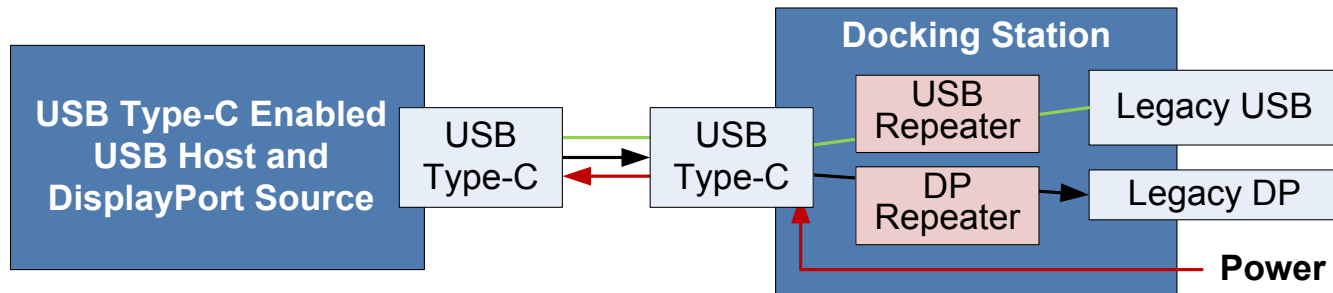 Docking Station
USB Type-C Enabled
USB Host and
DisplayPort Source
USB
Type-C
USB
Type-C
USB
Repeater
Legacy USB
DP
Repeater
Legacy DP
Power